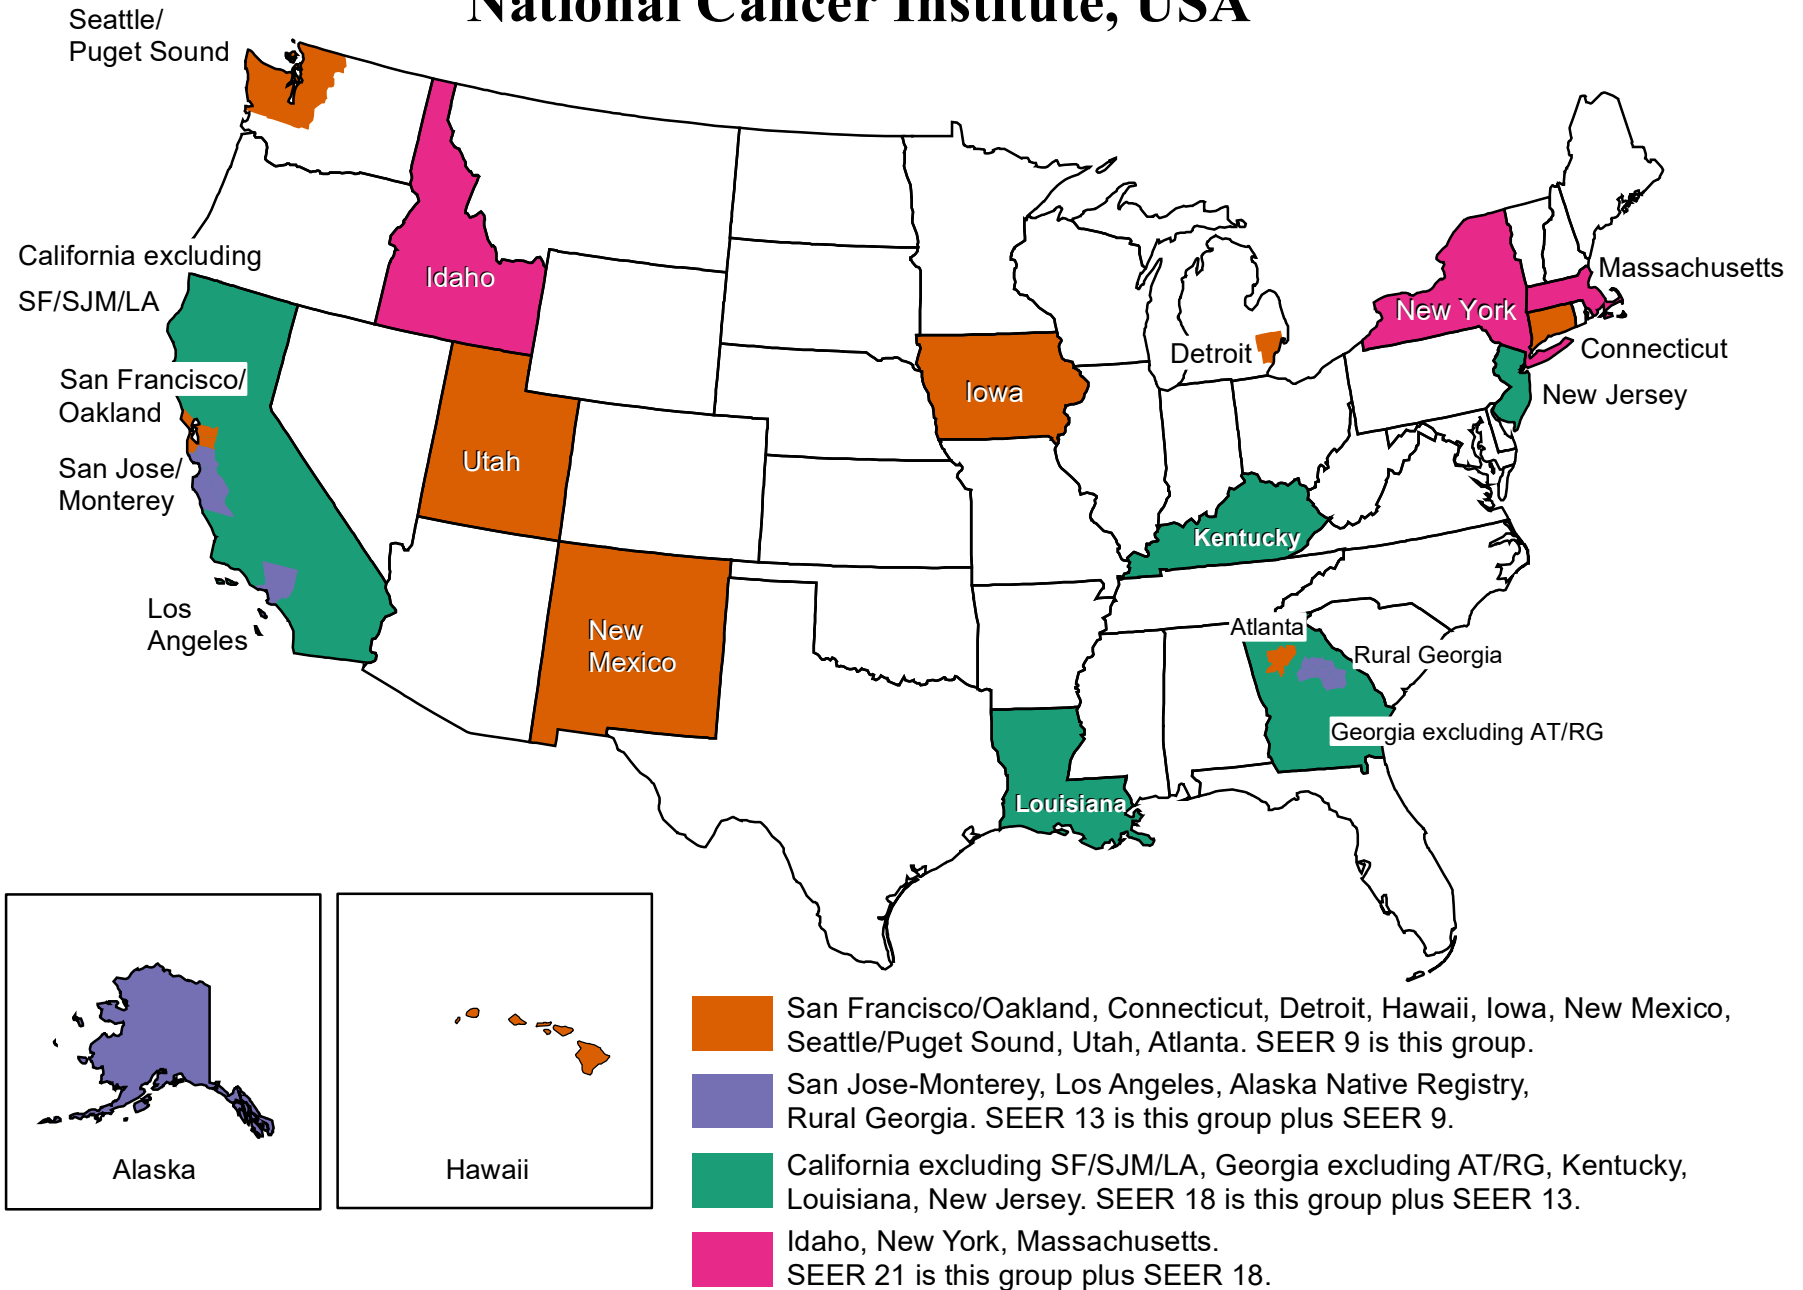 National Cancer Institute, USA
Seattle/
Puget Sound
California excluding
SF/SJM/LA
San Francisco/
Oakland
San Jose/
Monterey
Los
Angeles
Idaho
Utah
New
Mexico
Iowa
Detroit
New York
Massachusetts
Connecticut
New Jersey
Kentucky
Atlanta
Rural Georgia
Georgia excluding AT/RG
Louisiana
Alaska
Hawaii
San Francisco/Oakland, Connecticut, Detroit, Hawaii, Iowa, New Mexico,
Seattle/Puget Sound, Utah, Atlanta. SEER 9 is this group.
San Jose-Monterey, Los Angeles, Alaska Native Registry,
Rural Georgia. SEER 13 is this group plus SEER 9.
California excluding SF/SJM/LA, Georgia excluding AT/RG, Kentucky,
Louisiana, New Jersey. SEER 18 is this group plus SEER 13.
Idaho, New York, Massachusetts.
SEER 21 is this group plus SEER 18.